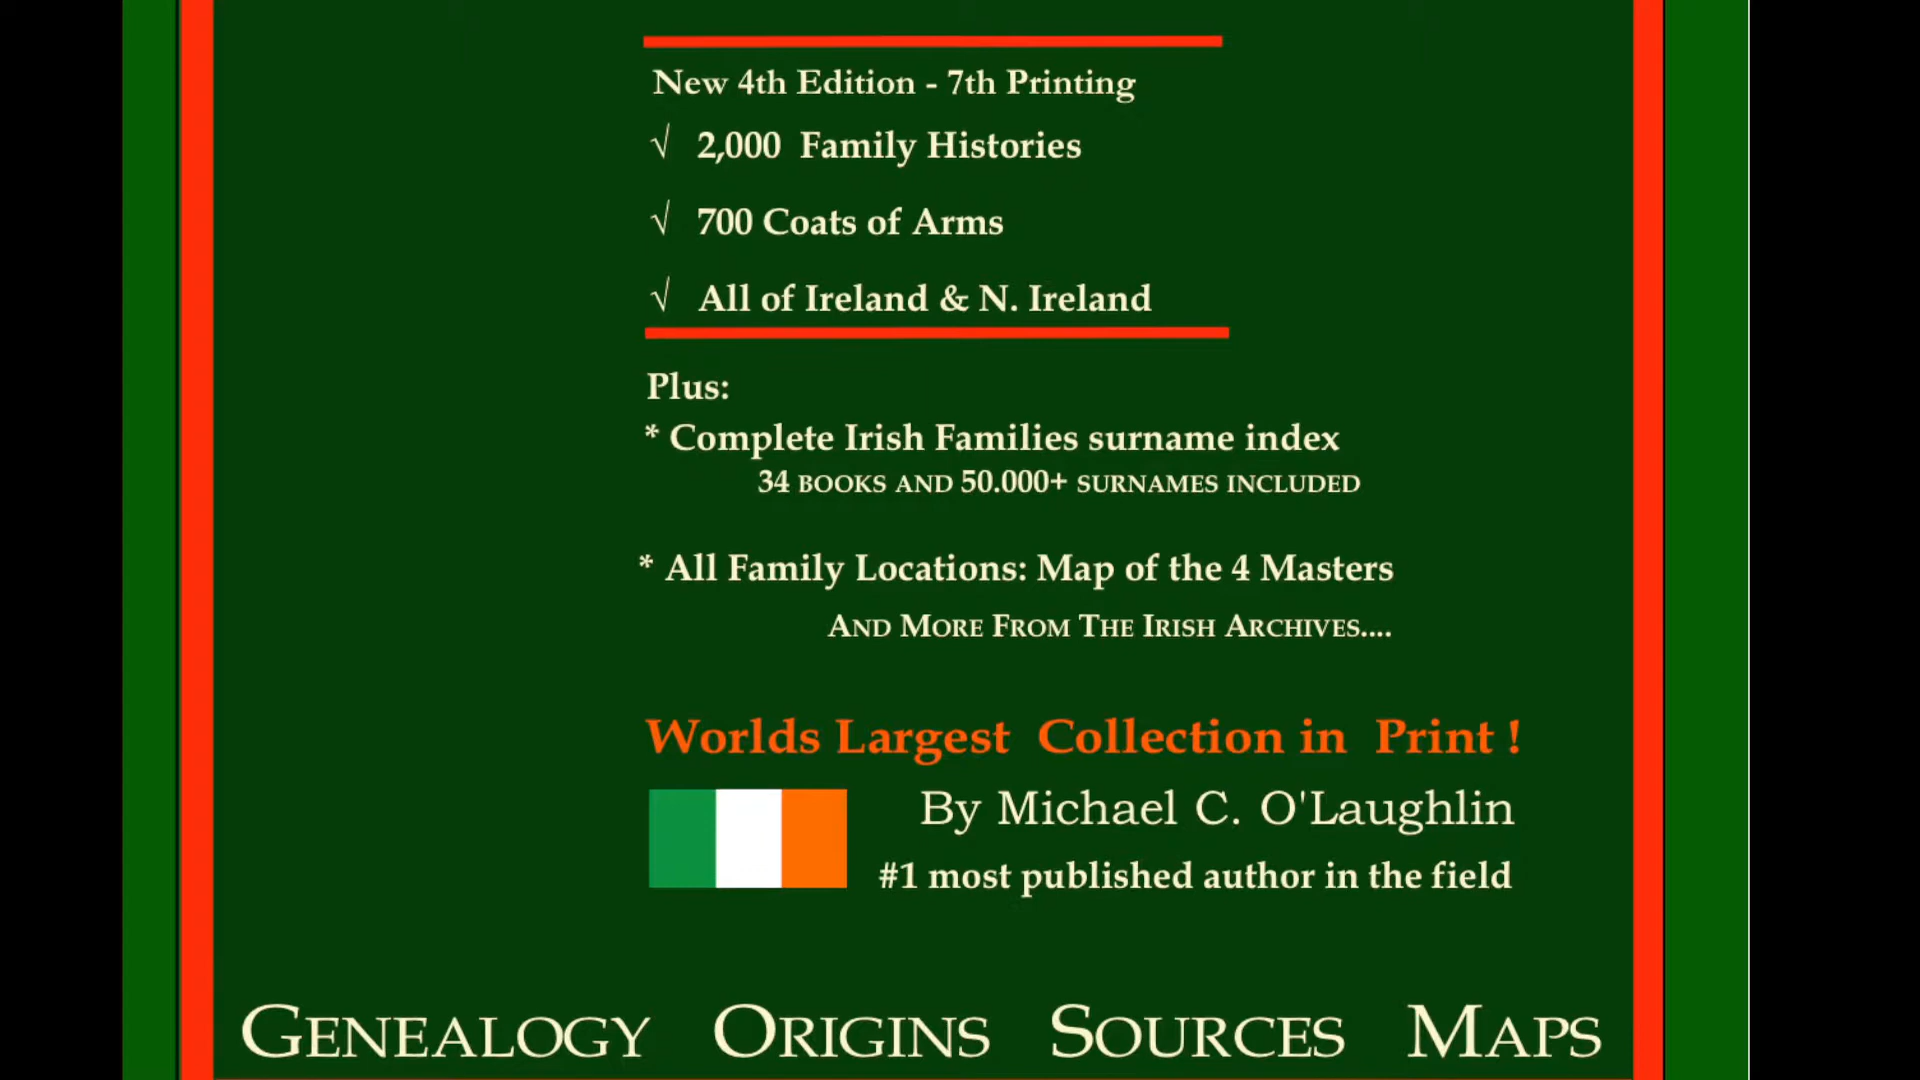 New 4th Edition - 7th Printing
√ 2,000 Family Histories
√ 700 Coats of Arms
√ All of Ireland & N. Ireland
Plus:
* Complete Irish Families surname index
34 BOOKS AND 50.000+ SURNAMES INCLUDED
* All Family Locations: Map of the 4 Masters
AND MORE FROM THE IRISH ARCHIVES....
Worlds Largest Collection in Print !
By Michael C. O'Laughlin
#1 most published author in the field
GENEALOGY ORIGINS SOURCES MAPS